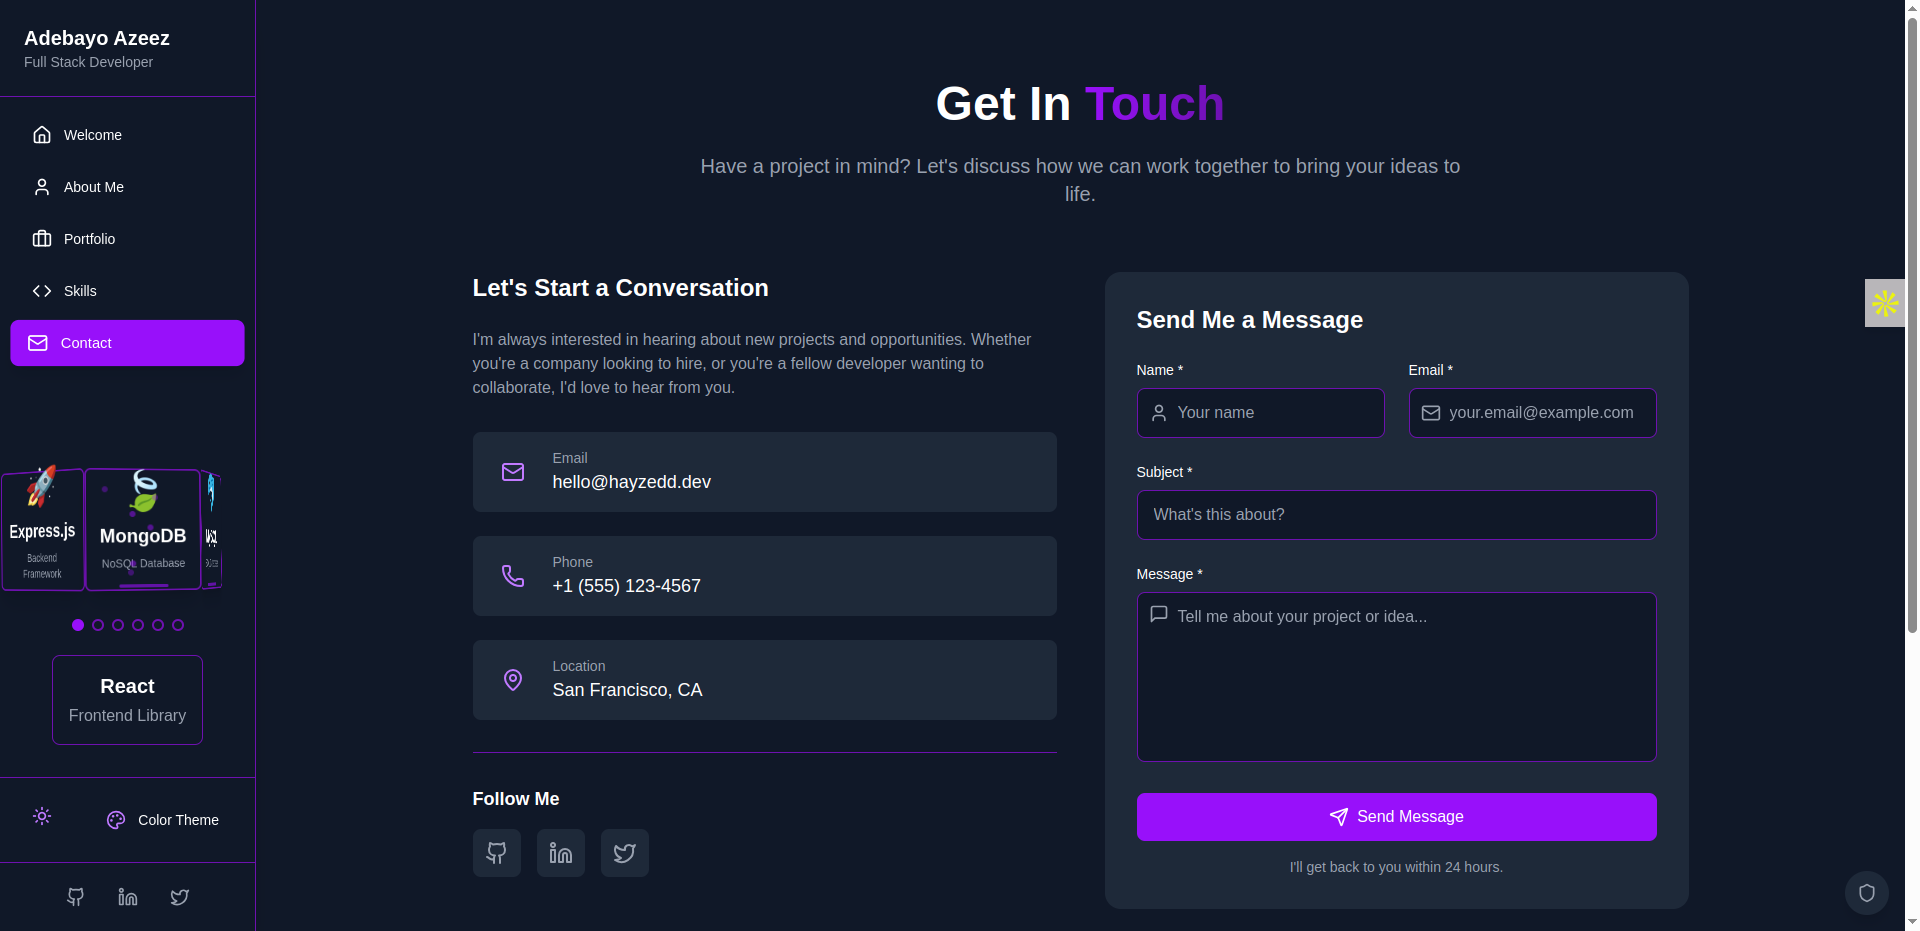 Adebayo Azeez
Full Stack Developer
Welcome
About Me
Portfolio
Skills
Contact
Express.js
Backend
Framework
MongoDB
NoSQL Database
React
Frontend Library
Color Theme
Get In Touch
Have a project in mind? Let's discuss how we can work together to bring your ideas to
life.
Let's Start a Conversation
I'm always interested in hearing about new projects and opportunities. Whether
you're a company looking to hire, or you're a fellow developer wanting to
collaborate, I'd love to hear from you.
Email
hello@hayzedd.dev
Phone
+1 (555) 123-4567
Location
San Francisco, CA
Follow Me
Send Me a Message
Name *
Email *
Your name
your.email@example.com
Subject *
What's this about?
Message *
Tell me about your project or idea...
Send Message
I'll get back to you within 24 hours.